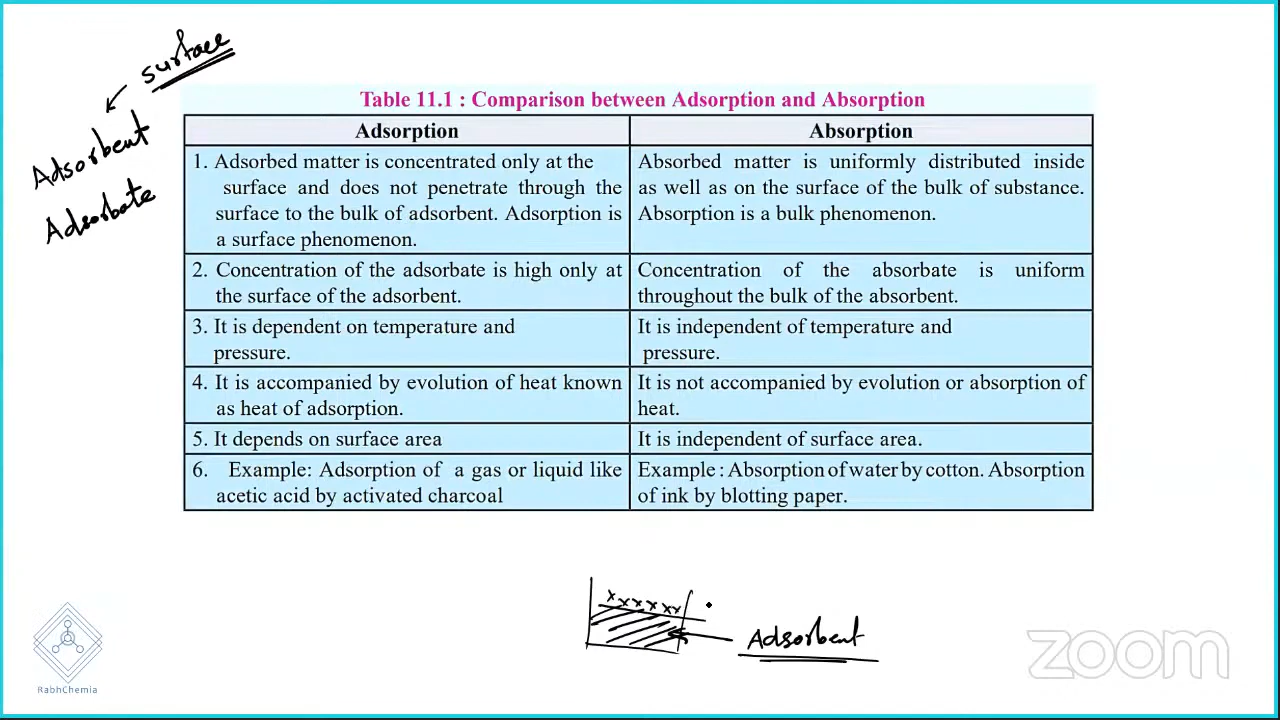 surface
Adsorbent
Adsorbate
Table 11.1 : Comparison between Adsorption and Absorption
Adsorption
Absorption
1. Adsorbed matter is concentrated only at the
surface and does not penetrate through the
surface to the bulk of adsorbent. Adsorption is
a surface phenomenon.
Absorbed matter is uniformly distributed inside
as well as on the surface of the bulk of substance.
Absorption is a bulk phenomenon.
2. Concentration of the adsorbate is high only at
the surface of the adsorbent.
Concentration of the absorbate is uniform
throughout the bulk of the absorbent.
3. It is dependent on temperature and
pressure.
It is independent of temperature and
pressure.
4. It is accompanied by evolution of heat known
as heat of adsorption.
It is not accompanied by evolution or absorption of
heat.
5. It depends on surface area
It is independent of surface area.
6. Example: Adsorption of a gas or liquid like
acetic acid by activated charcoal
Example : Absorption of water by cotton. Absorption
of ink by blotting paper.
xxxxxx
Adsorbent
RabhChemia
zoom